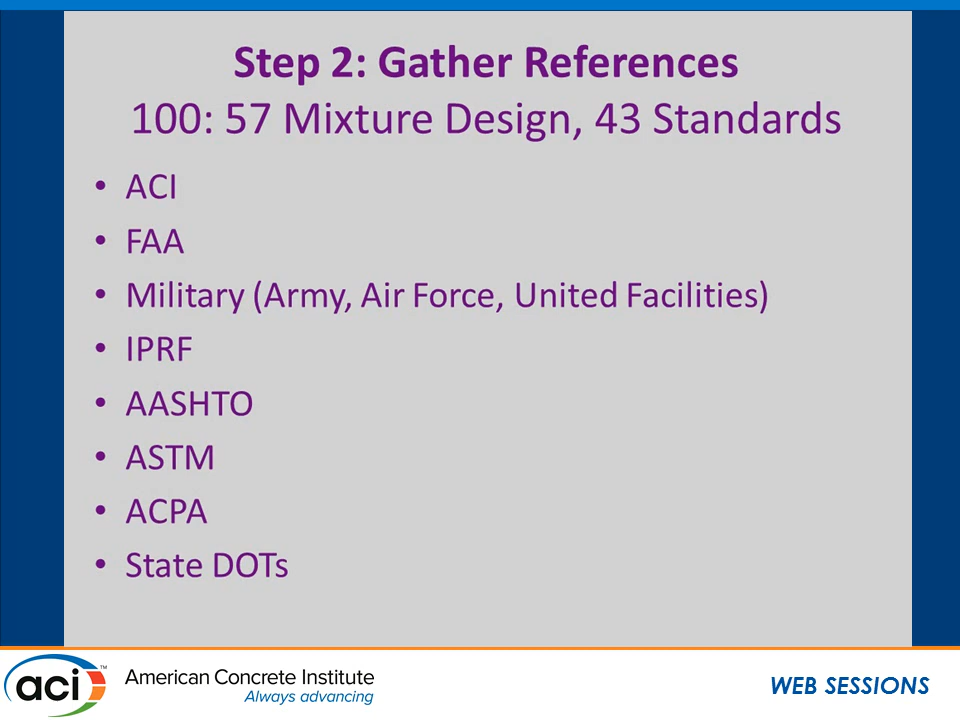 Step 2: Gather References
100: 57 Mixture Design, 43 Standards
• ACI
• FAA
• Military (Army, Air Force, United Facilities)
• IPRF
• AASHTO
• ASTM
• ACPA
• State DOTs
aci™
American Concrete Institute
Always advancing
WEB SESSIONS